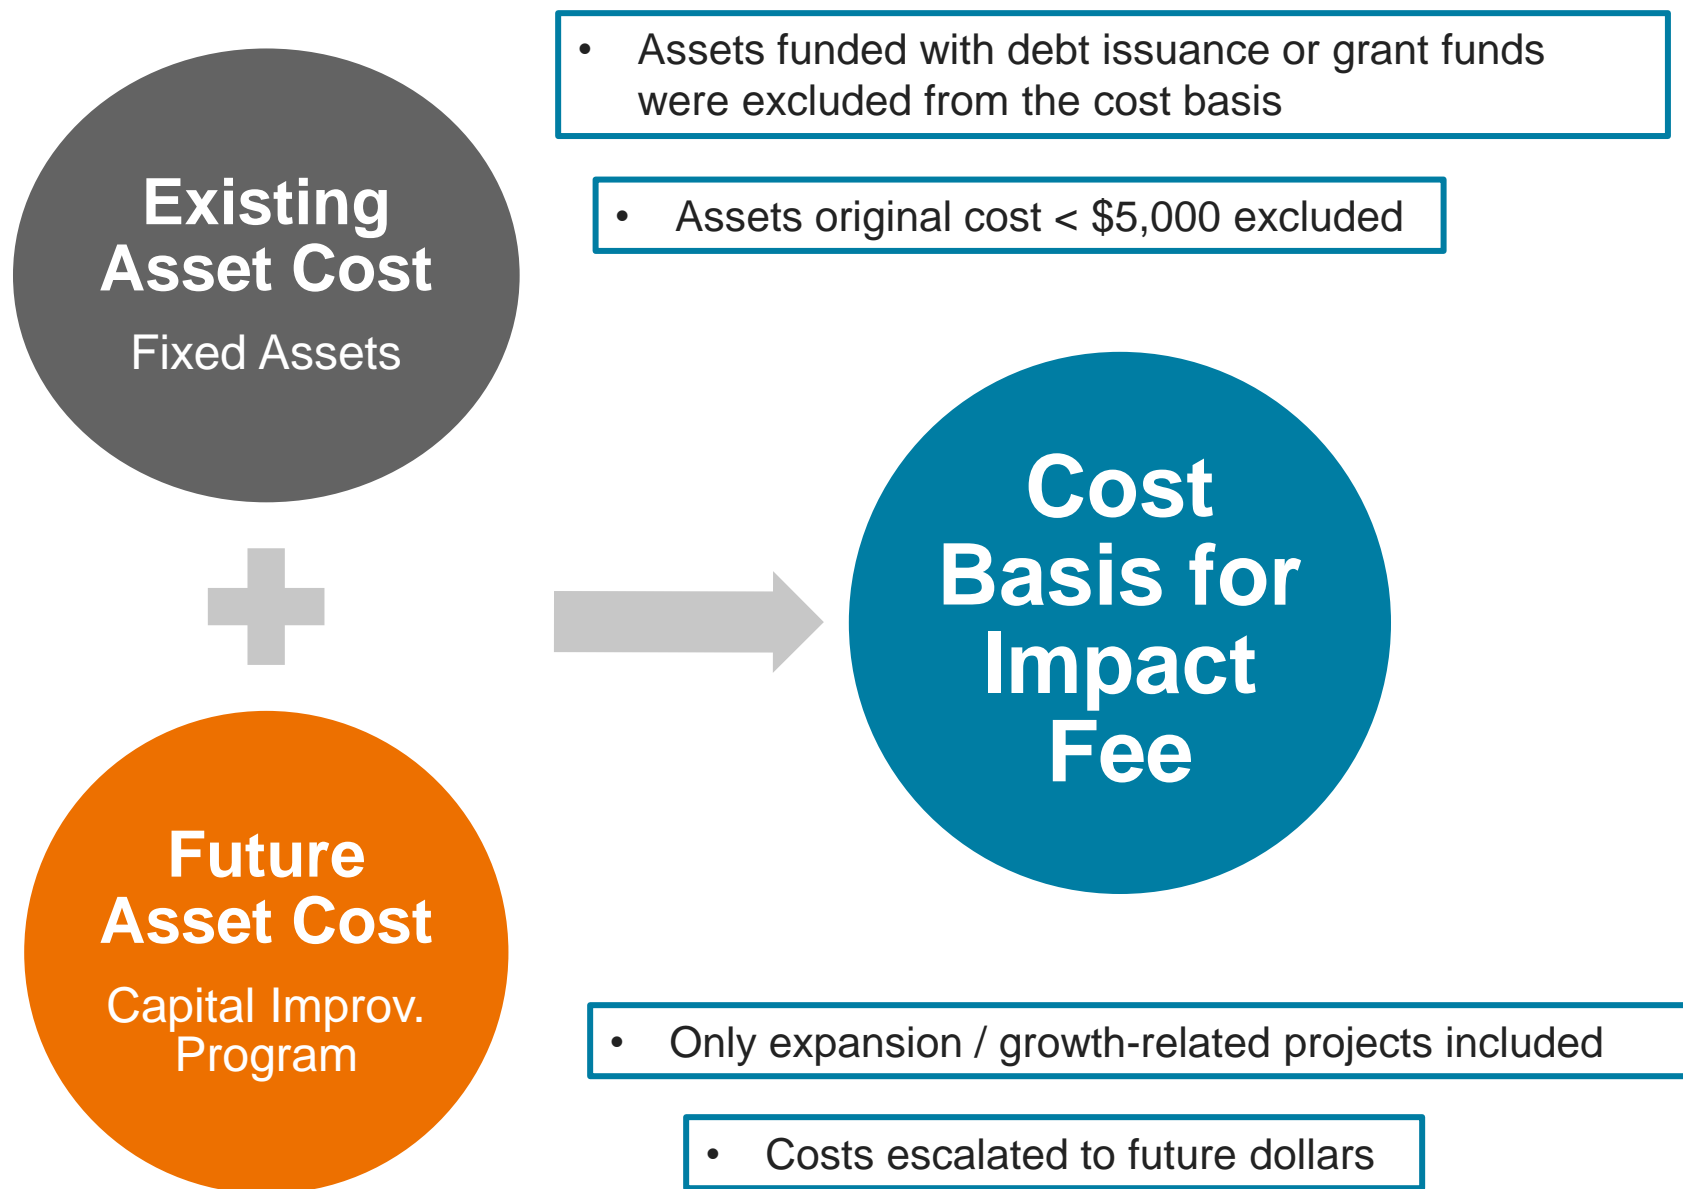 • Assets funded with debt issuance or grant funds
were excluded from the cost basis
• Assets original cost < $5,000 excluded
Existing
Asset Cost
Fixed Assets
Cost
Basis for
Impact
Fee
Future
Asset Cost
Capital Improv.
Program
• Only expansion / growth-related projects included
• Costs escalated to future dollars